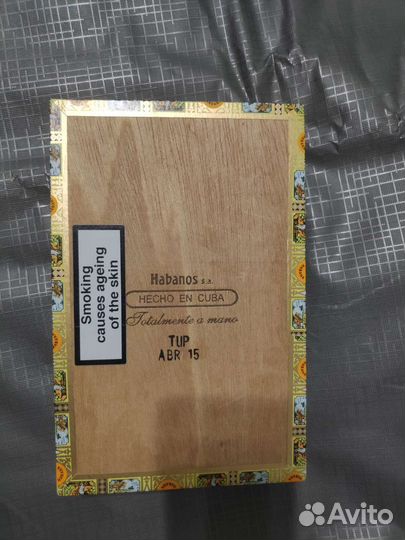 Smoking
causes ageing
of the skin
Habanos s.a.
HECHO EN CUBA
Totalmente a mano
TUP
ABR 15
Avito